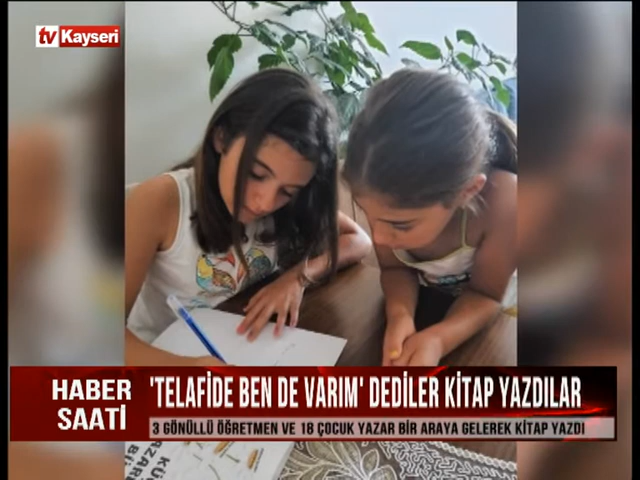 tv Kayseri
HABER
SAATİ
'TELAFİDE BEN DE VARIM' DEDİLER KİTAP YAZDILAR
3 GÖNÜLLÜ ÖĞRETMEN VE 18 ÇOCUK YAZAR BİR ARAYA GELEREK KİTAP YAZDI